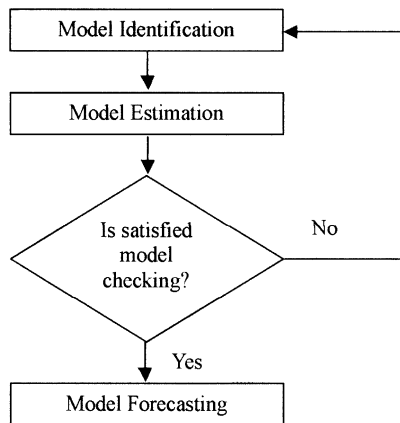 Model Identification
Model Estimation
Is satisfied
model
checking?
No
Yes
Model Forecasting